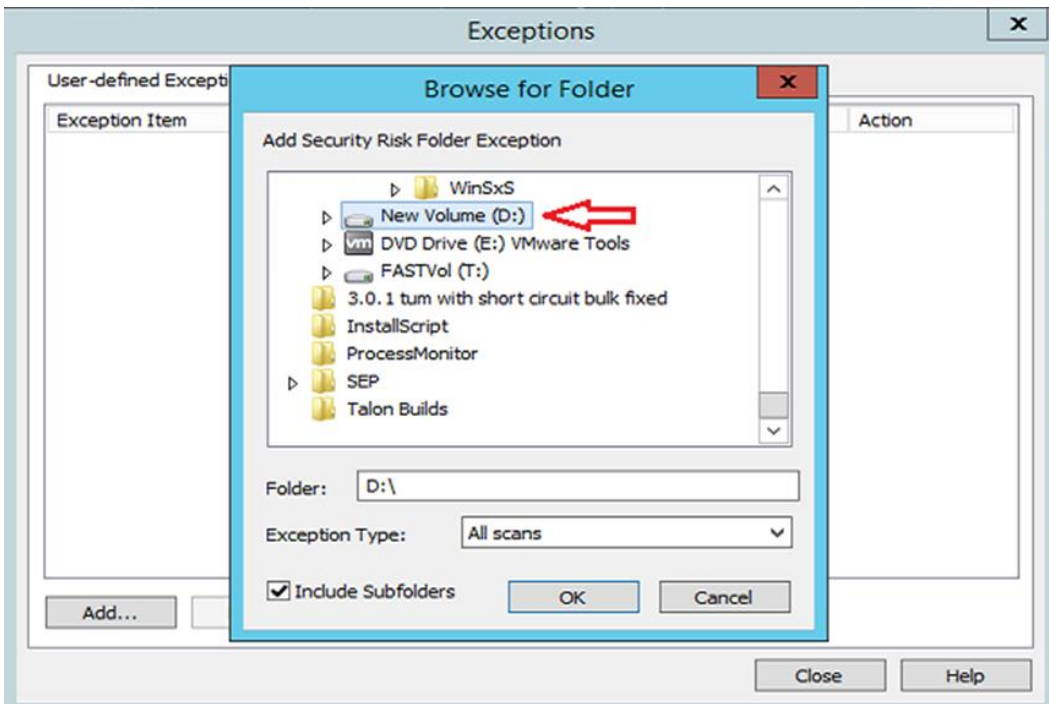 Exceptions
x
User-defined Excepti
Exception Item
Action
Browse for Folder
x
Add Security Risk Folder Exception
WinSxS
New Volume (D:)
vm DVD Drive (E:) VMware Tools
FASTVol (T:)
3.0.1 tum with short circuit bulk fixed
InstallScript
ProcessMonitor
SEP
Talon Builds
Folder: D:\
Exception Type: All scans
Include Subfolders
OK Cancel
Add...
Close Help